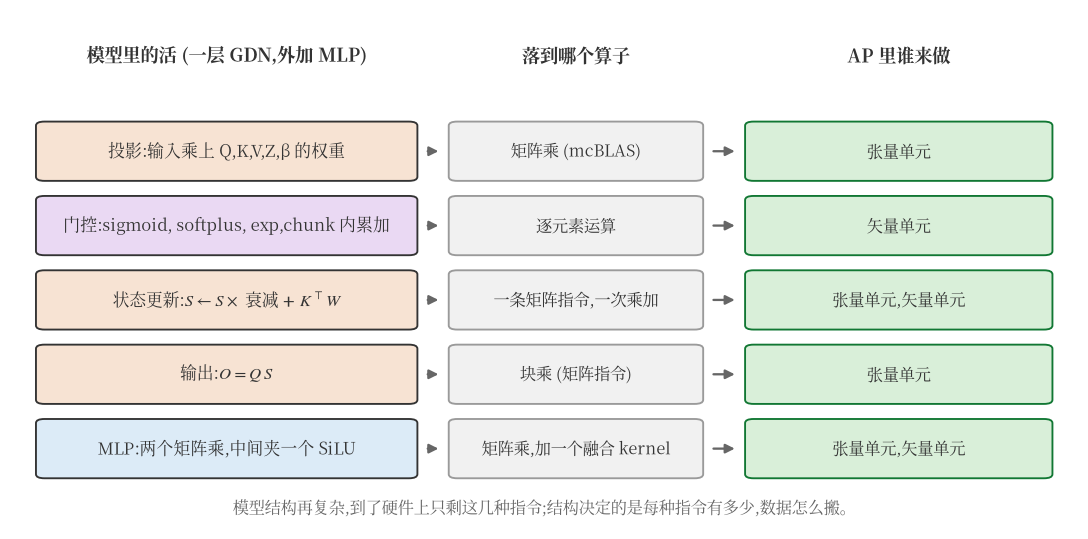 模型里的活 (一层 GDN,外加 MLP)
落到哪个算子
AP 里谁来做
投影:输入乘上 Q,K,V,Z,β 的权重
矩阵乘 (mcBLAS)
张量单元
门控:sigmoid, softplus, exp,chunk 内累加
逐元素运算
矢量单元
状态更新:S ← S × 衰减 + K⊤ W
一条矩阵指令,一次乘加
张量单元,矢量单元
输出:O = Q S
块乘 (矩阵指令)
张量单元
MLP:两个矩阵乘,中间夹一个 SiLU
矩阵乘,加一个融合 kernel
张量单元,矢量单元
模型结构再复杂,到了硬件上只剩这几种指令;结构决定的是每种指令有多少,数据怎么搬。